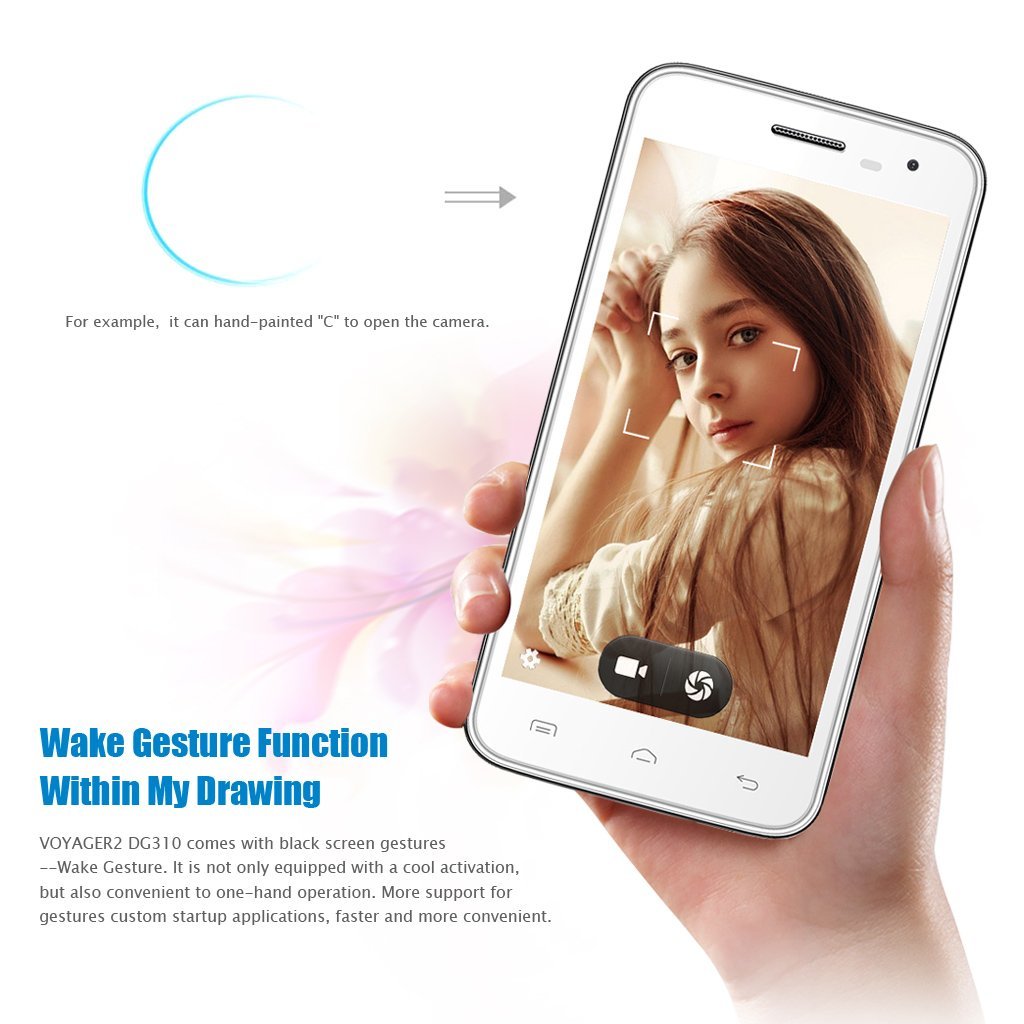 For example,  it can hand-painted "C" to open the camera.
Wake Gesture Function
Within My Drawing
VOYAGER2 DG310 comes with black screen gestures
--Wake Gesture. It is not only equipped with a cool activation,
but also convenient to one-hand operation. More support for
gestures custom startup applications, faster and more convenient.